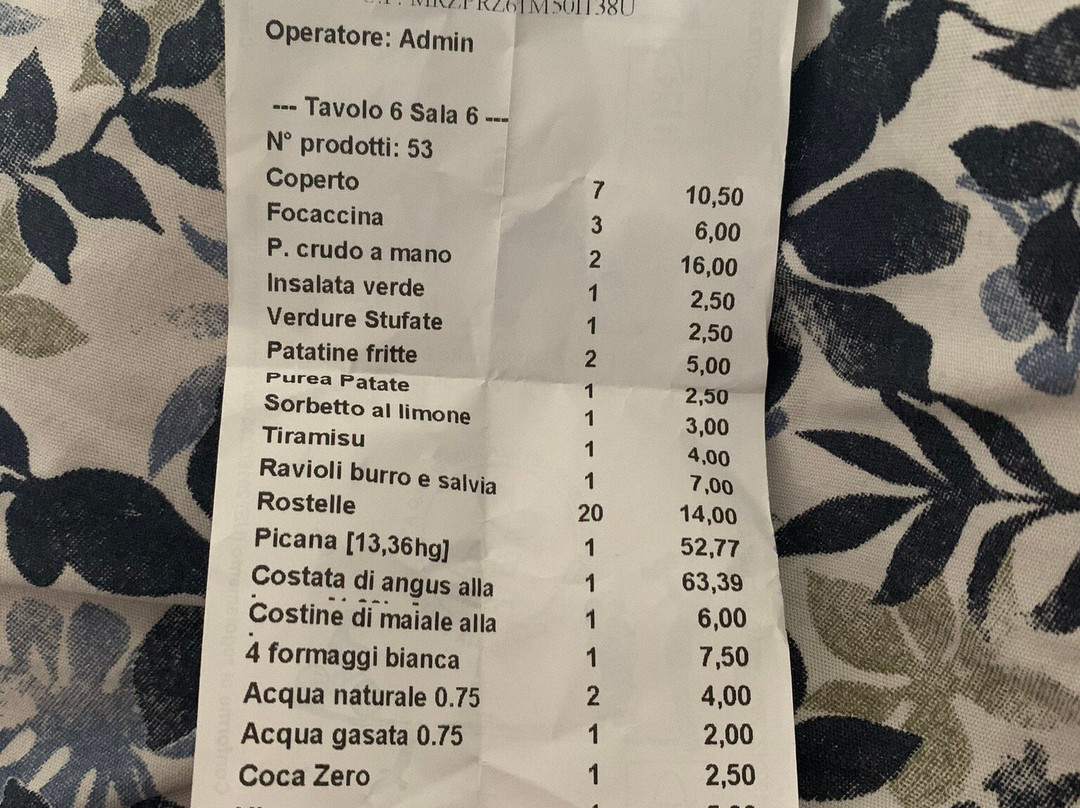 Operatore: Admin
--- Tavolo 6 Sala 6 ---
N° prodotti: 53
Coperto 7 10,50
Focaccina 3 6,00
P. crudo a mano 2 16,00
Insalata verde 1 2,50
Verdure Stufate 1 2,50
Patatine fritte 2 5,00
Purea Patate 1 2,50
Sorbetto al limone 1 3,00
Tiramisu 1 4,00
Ravioli burro e salvia 1 7,00
Rostelle 20 14,00
Picana [13,36hg] 1 52,77
Costata di angus alla 1 63,39
Costine di maiale alla 1 6,00
4 formaggi bianca 1 7,50
Acqua naturale 0.75 2 4,00
Acqua gasata 0.75 1 2,00
Coca Zero 1 2,50